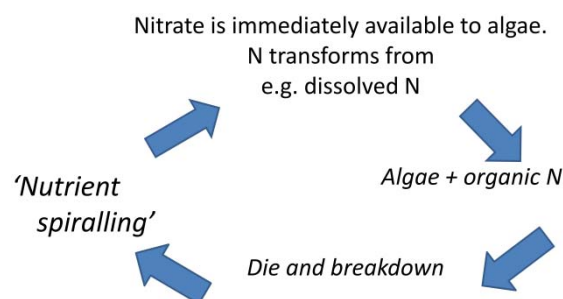 Nitrate is immediately available to algae.
N transforms from
e.g. dissolved N
Algae + organic N
Die and breakdown
‘Nutrient
spiralling’